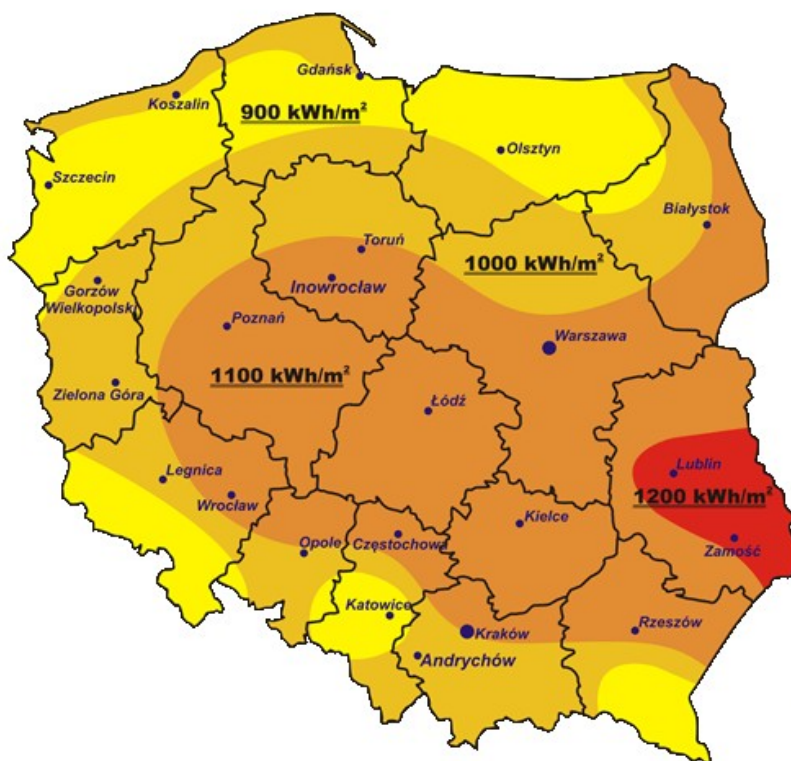 Gdańsk
Koszalin
900 kWh/m²
Olsztyn
Szczecin
Białystok
Toruń
1000 kWh/m²
Gorzów
Wielkopolski
Inowrocław
Poznań
Warszawa
1100 kWh/m²
Zielona Góra
Łódź
Legnica
Lublin
Wrocław
1200 kWh/m²
Kielce
Opole
Częstochowa
Zamość
Katowice
Kraków
Rzeszów
Andrychów